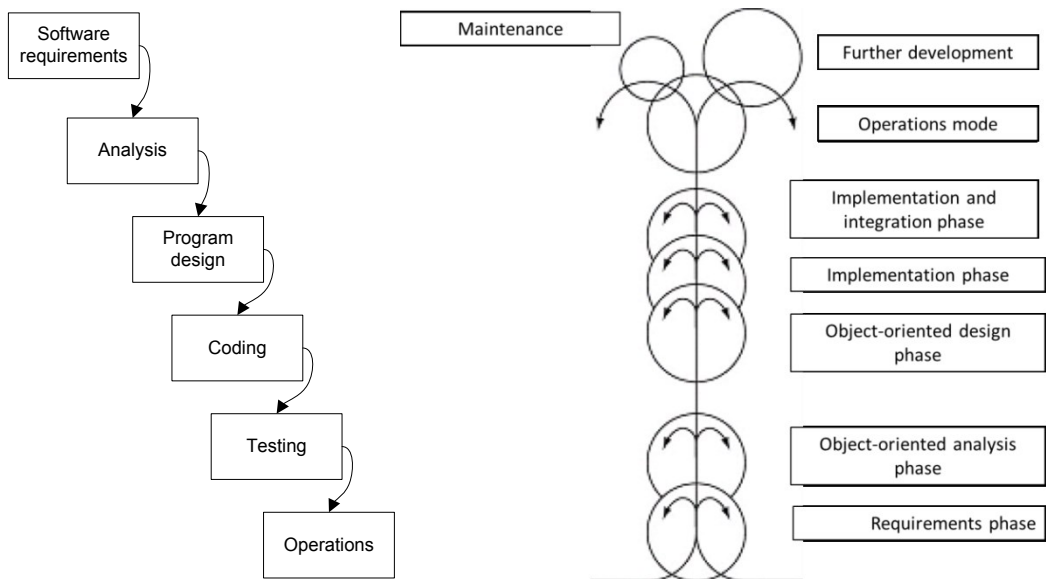 Software
requirements
Analysis
Program
design
Coding
Testing
Operations
Maintenance
Further development
Operations mode
Implementation and
integration phase
Implementation phase
Object-oriented design
phase
Object-oriented analysis
phase
Requirements phase